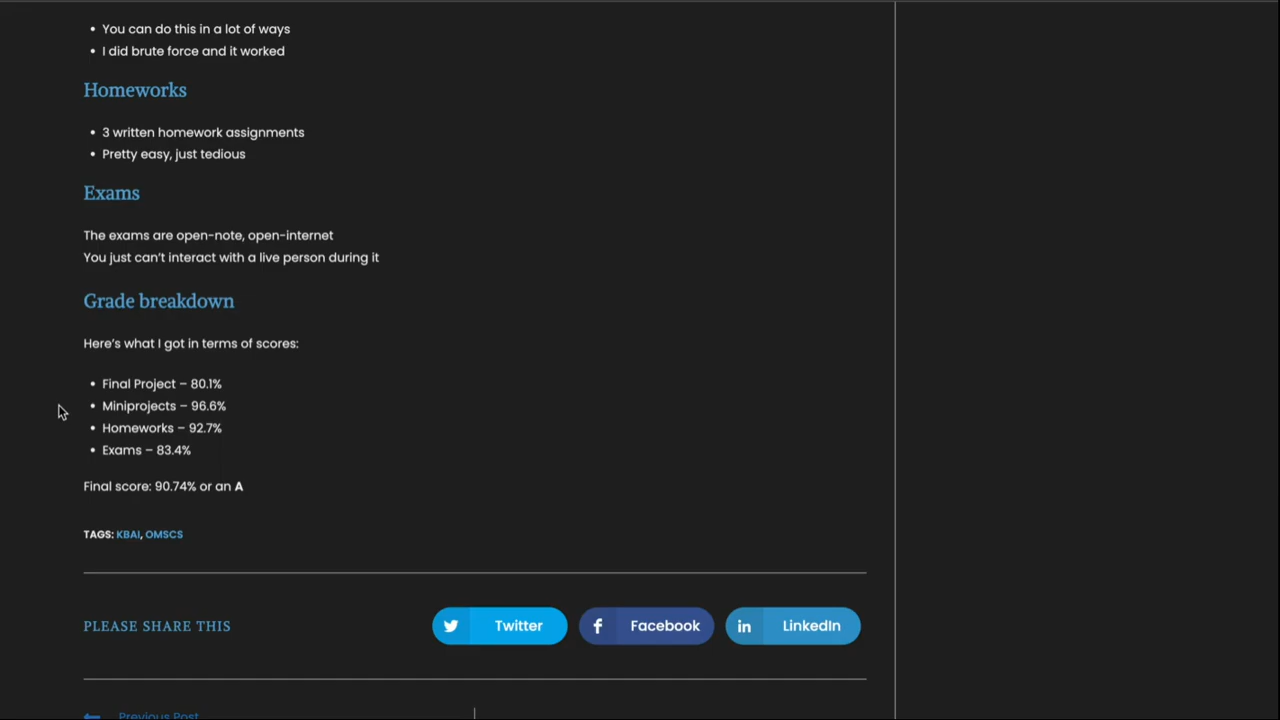 You can do this in a lot of ways
I did brute force and it worked
Homeworks
3 written homework assignments
Pretty easy, just tedious
Exams
The exams are open-note, open-internet
You just can't interact with a live person during it
Grade breakdown
Here's what I got in terms of scores:
Final Project – 80.1%
Miniprojects – 96.6%
Homeworks – 92.7%
Exams – 83.4%
Final score: 90.74% or an A
TAGS: KBAI, OMSCS
PLEASE SHARE THIS
Twitter
Facebook
LinkedIn
Previous Post